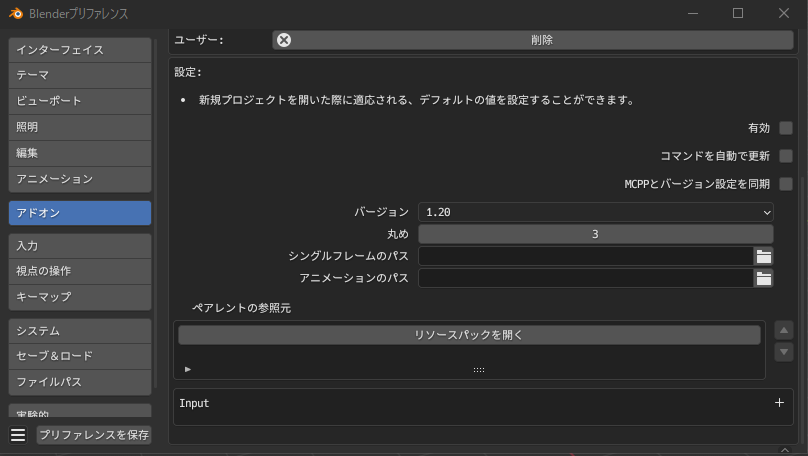 Blenderプリファレンス
インターフェイス
テーマ
ビューポート
照明
編集
アニメーション
アドオン
入力
視点の操作
キーマップ
システム
セーブ＆ロード
ファイルパス
実験的
プリファレンスを保存
ユーザー:
削除
設定:
• 新規プロジェクトを開いた際に適応される、デフォルトの値を設定することができます。
有効
コマンドを自動で更新
MCPPとバージョン設定を同期
バージョン 1.20
丸め 3
シングルフレームのパス
アニメーションのパス
ペアレントの参照元
リソースパックを開く
Input